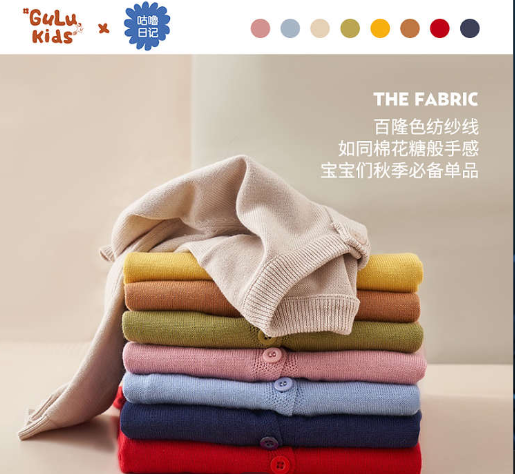 GuLu
Kids
x
咕噜
日记
THE FABRIC
百隆色纺纱线
如同棉花糖般手感
宝宝们秋季必备单品